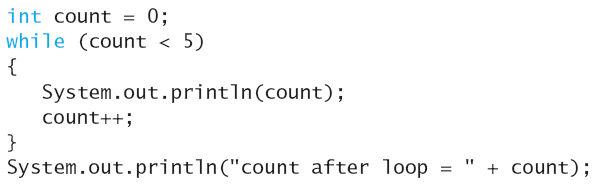 int count = 0;
while (count < 5)
{
   System.out.println(count);
   count++;
}
System.out.println("count after loop = " + count);